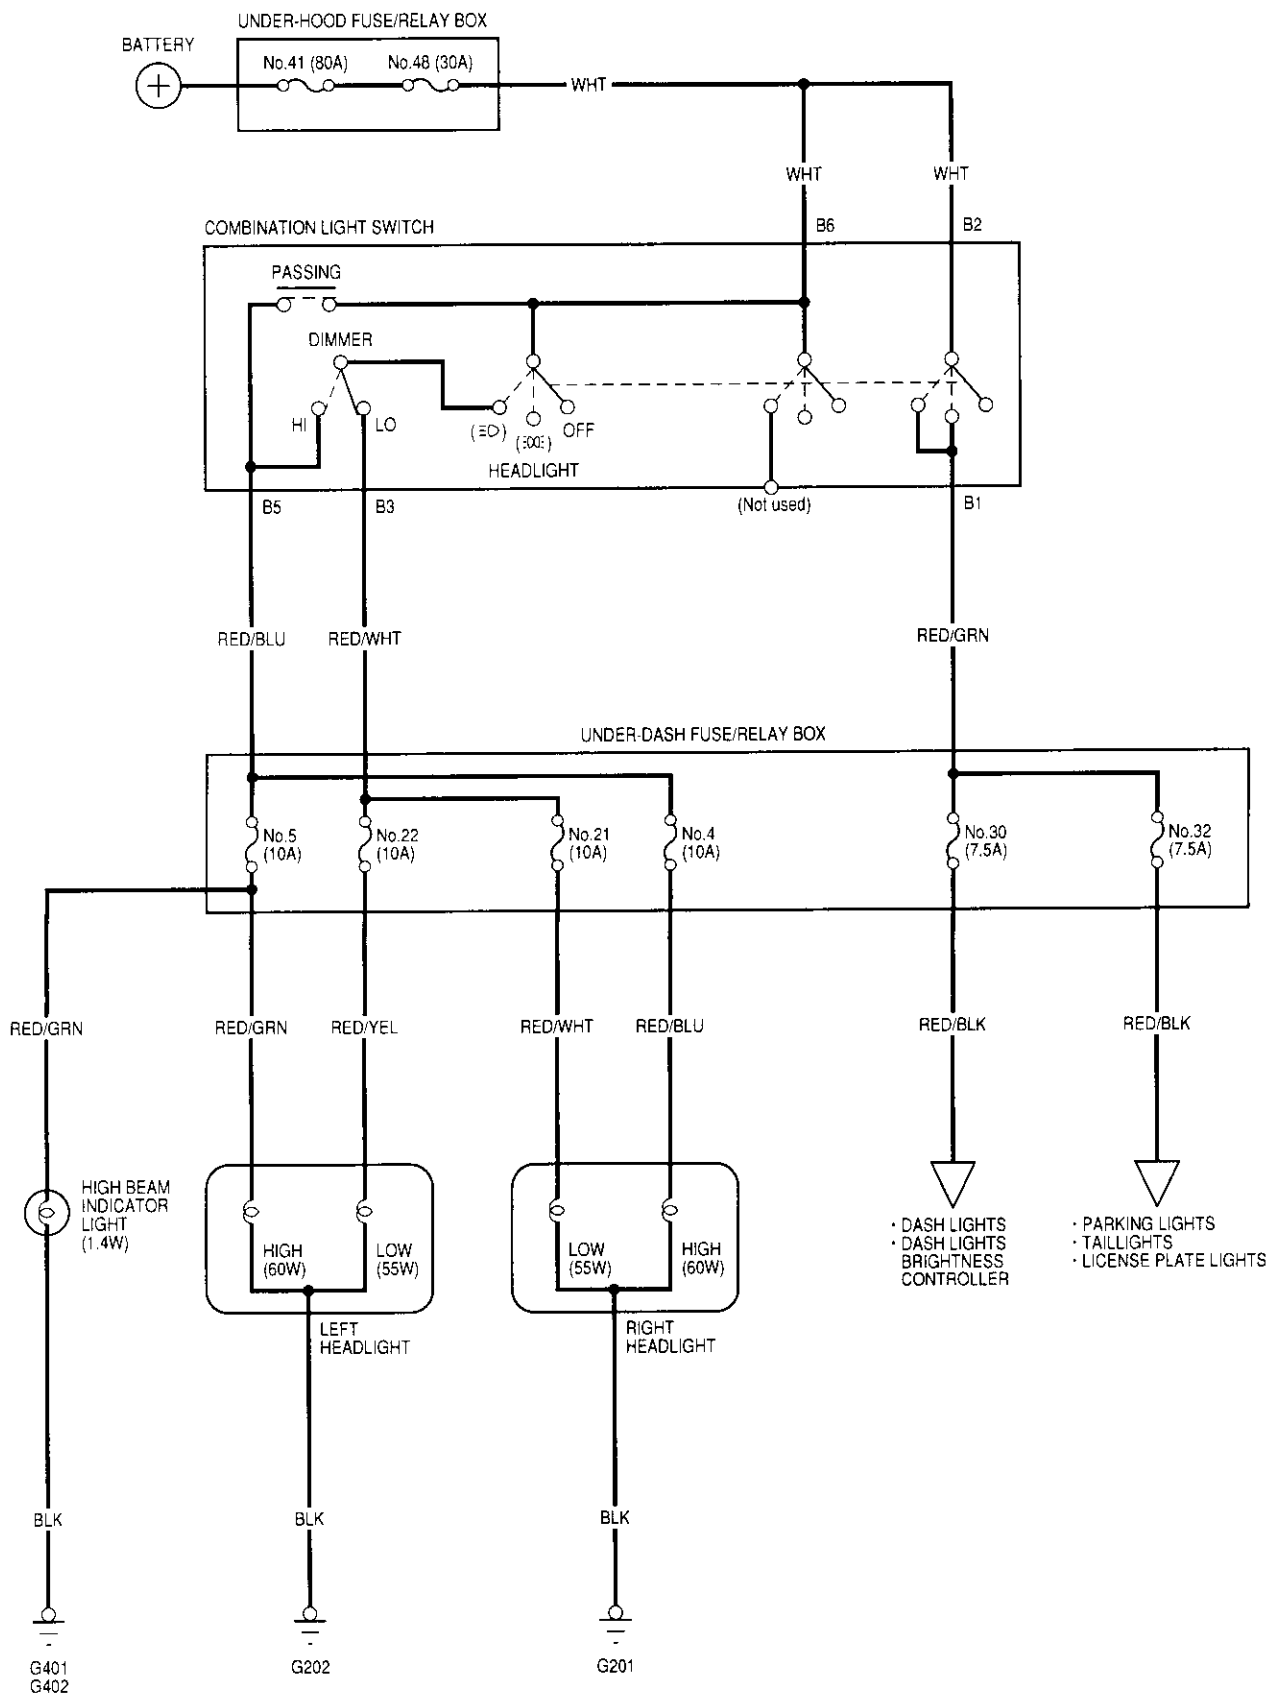 UNDER-HOOD FUSE/RELAY BOX
BATTERY
No.41 (80A)
No.48 (30A)
WHT
WHT
WHT
COMBINATION LIGHT SWITCH
B6
B2
PASSING
DIMMER
HI
LO
OFF
HEADLIGHT
B5
B3
(Not used)
B1
RED/BLU
RED/WHT
RED/GRN
UNDER-DASH FUSE/RELAY BOX
No.5
(10A)
No.22
(10A)
No.21
(10A)
No.4
(10A)
No.30
(7.5A)
No.32
(7.5A)
RED/GRN
RED/GRN
RED/YEL
RED/WHT
RED/BLU
RED/BLK
RED/BLK
HIGH BEAM
INDICATOR
LIGHT
(1.4W)
HIGH
(60W)
LOW
(55W)
LOW
(55W)
HIGH
(60W)
· DASH LIGHTS
· DASH LIGHTS
BRIGHTNESS
CONTROLLER
· PARKING LIGHTS
· TAILLIGHTS
· LICENSE PLATE LIGHTS
LEFT
HEADLIGHT
RIGHT
HEADLIGHT
BLK
BLK
BLK
G401
G402
G202
G201